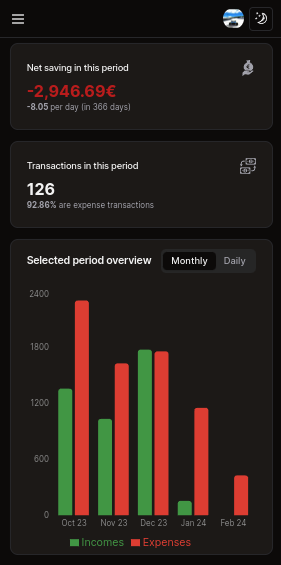 Net saving in this period
-2,946.69€
-8.05 per day (in 366 days)
Transactions in this period
126
92.86% are expense transactions
Selected period overview
Monthly Daily
2400
1800
1200
600
0
Oct 23 Nov 23 Dec 23 Jan 24 Feb 24
Incomes Expenses